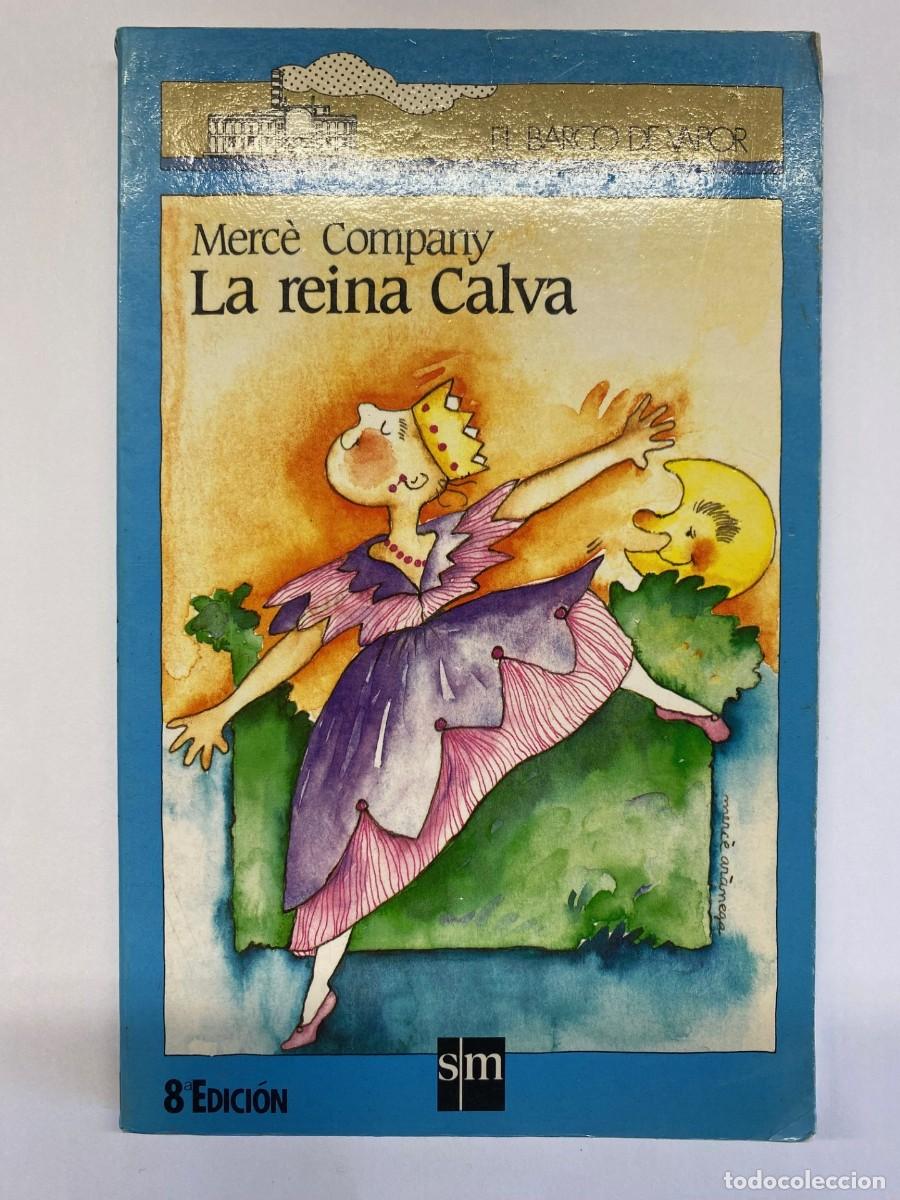 EL BARCO DE VAPOR
Mercè Company
La reina Calva
mercè arànega
8ª EDICIÓN
sm
todocoleccion